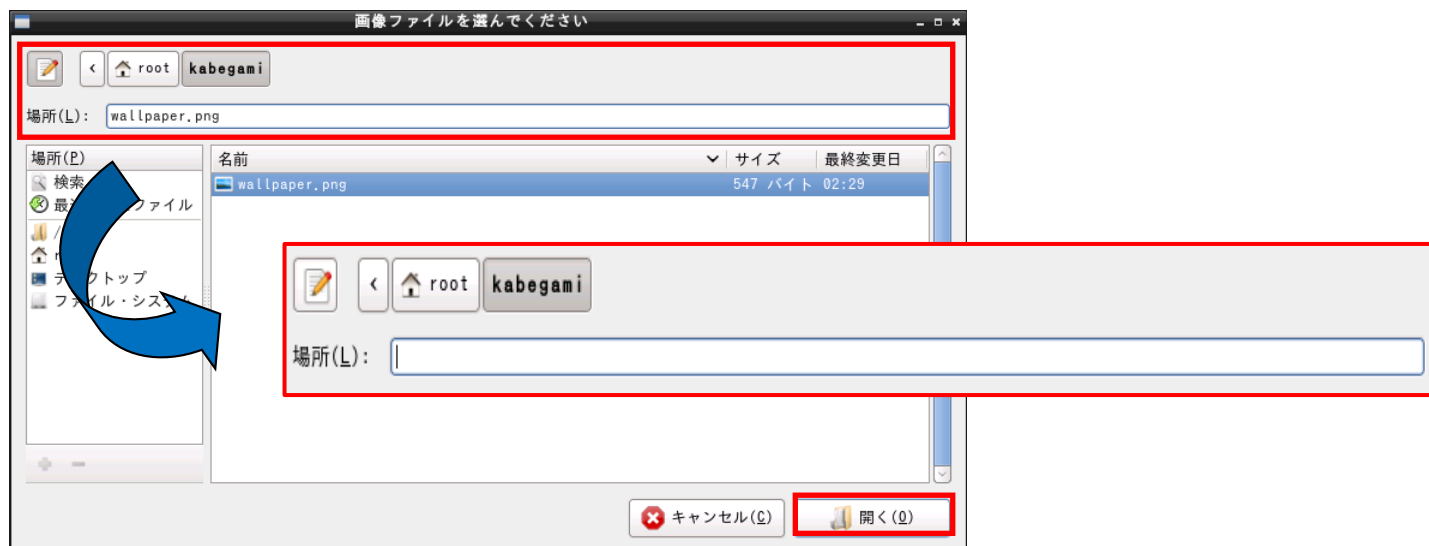 画像ファイルを選んでください
root kabegami
場所(L): wallpaper.png
場所(P)
名前 サイズ 最終変更日
検索
wallpaper.png 547 バイト 02:29
ファイル
/
デスクトップ
ファイル・システム
root kabegami
場所(L):
キャンセル(C) 開く(O)